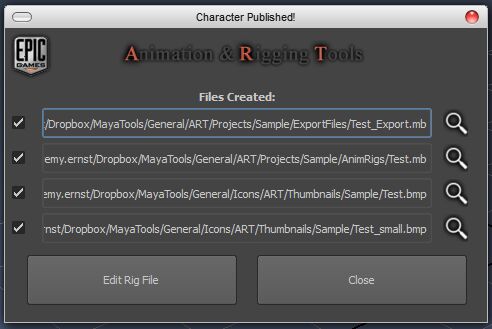 Character Published!
EPIC
GAMES
Animation & Rigging Tools
Files Created:
:/Dropbox/MayaTools/General/ART/Projects/Sample/ExportFiles/Test_Export.mb
emy.ernst/Dropbox/MayaTools/General/ART/Projects/Sample/AnimRigs/Test.mb
emy.ernst/Dropbox/MayaTools/General/Icons/ART/Thumbnails/Sample/Test.bmp
rnst/Dropbox/MayaTools/General/Icons/ART/Thumbnails/Sample/Test_small.bmp
Edit Rig File
Close